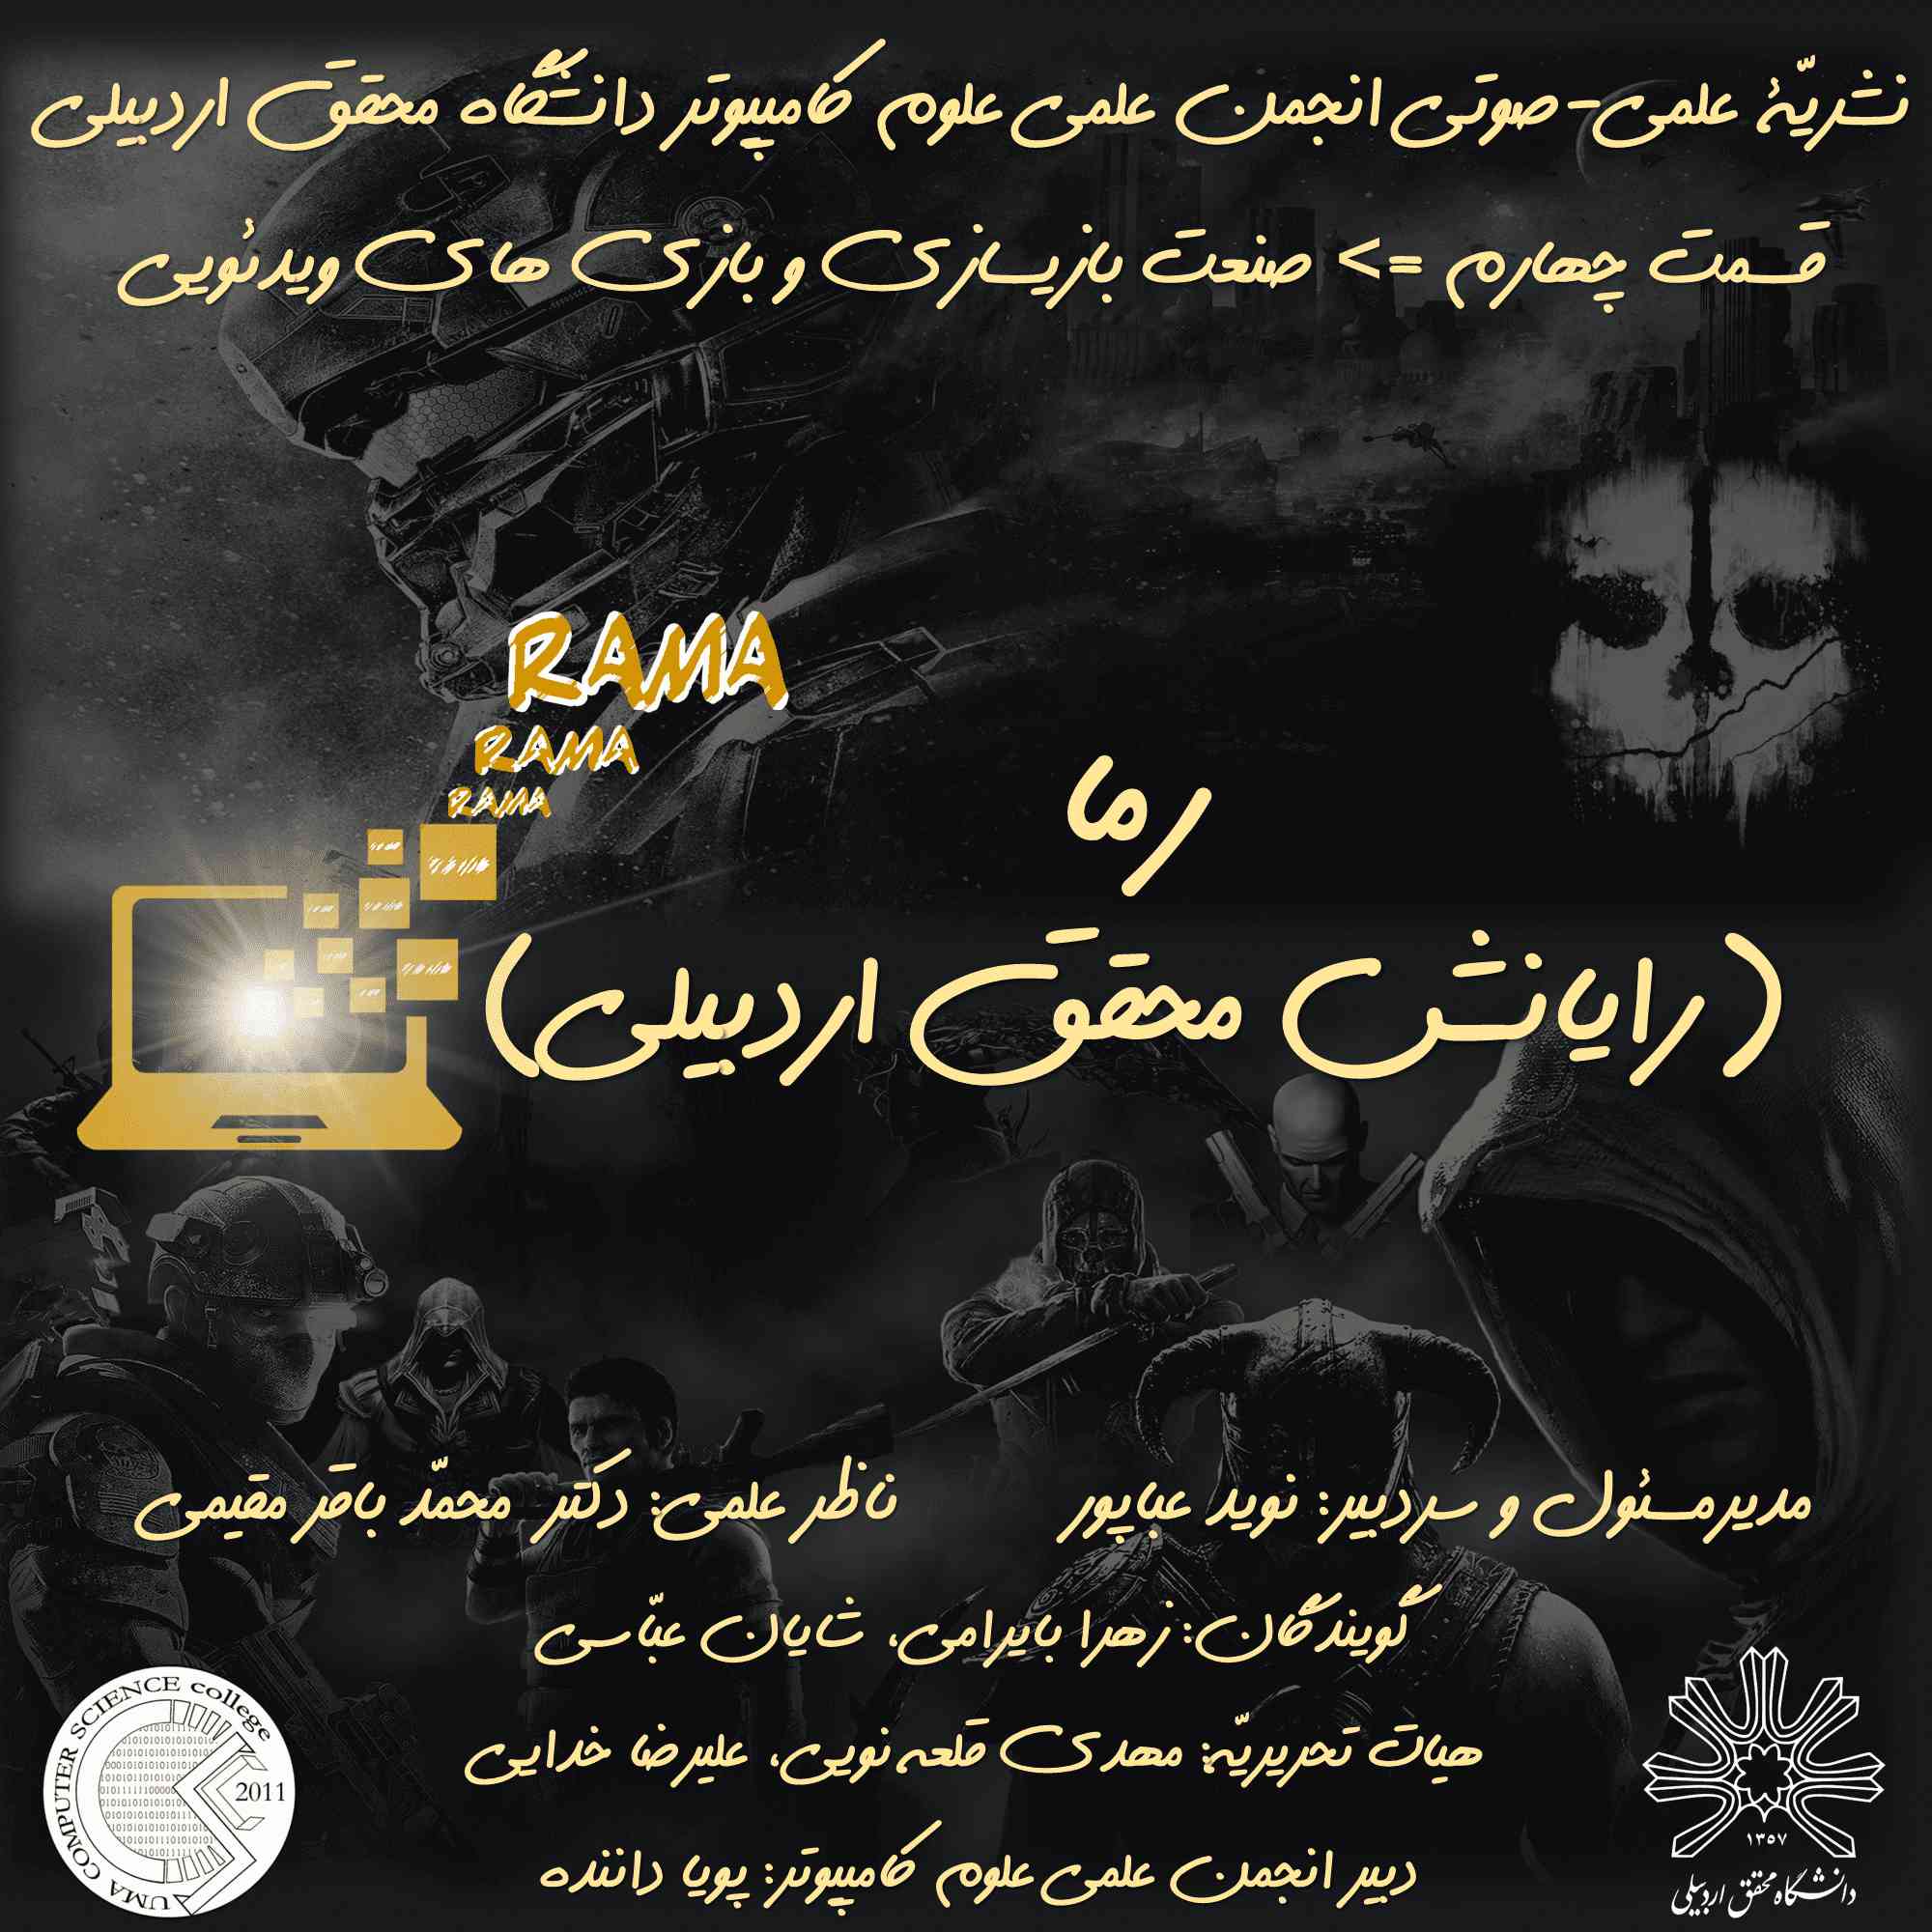 نشریّهٔ علمی-صوتی انجمن علمی علوم کامپیوتر دانشگاه محقق اردبیلی
قسمت چهارم => صنعت بازیسازی و بازی های ویدئویی
RAMA
RAMA
RAMA
رما
(رایانش محقق اردبیلی)
مدیرمسئول و سردبیر: نوید عباپور
ناظر علمی: دکتر محمّد باقر مقیمی
گویندگان: زهرا بایرامی، شایان عبّاسی
هیات تحریریّه: مهدی قلعه نویی، علیرضا خدایی
دبیر انجمن علمی علوم کامپیوتر: پویا داننده
UMA COMPUTER SCIENCE college
2011
۱۳۵۷
دانشگاه محقق اردبیلی